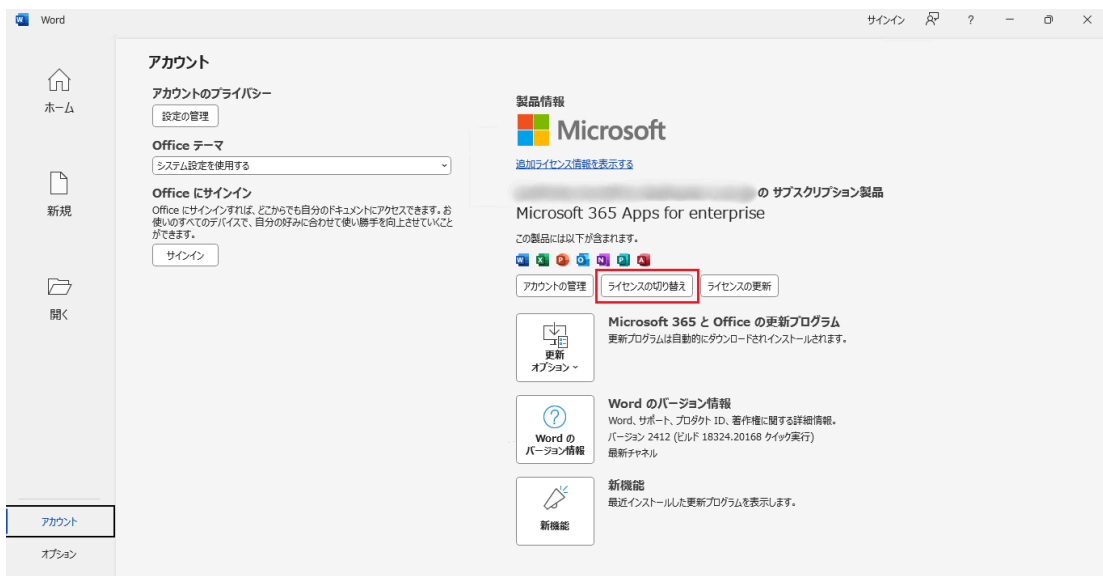 Word
サインイン
?
ホーム
新規
開く
アカウント
オプション
アカウント
アカウントのプライバシー
設定の管理
Office テーマ
システム設定を使用する
Office にサインイン
Office にサインインすれば、どこからでも自分のドキュメントにアクセスできます。お
使いのすべてのデバイスで、自分の好みに合わせて使い勝手を向上させていくこと
ができます。
サインイン
製品情報
Microsoft
追加ライセンス情報を表示する
の サブスクリプション製品
Microsoft 365 Apps for enterprise
この製品には以下が含まれます。
アカウントの管理
ライセンスの切り替え
ライセンスの更新
更新
オプション
Microsoft 365 と Office の更新プログラム
更新プログラムは自動的にダウンロードされインストールされます。
Word の
バージョン情報
Word のバージョン情報
Word、サポート、プロダクト ID、著作権に関する詳細情報。
バージョン 2412 (ビルド 18324.20168 クイック実行)
最新チャネル
新機能
新機能
最近インストールした更新プログラムを表示します。